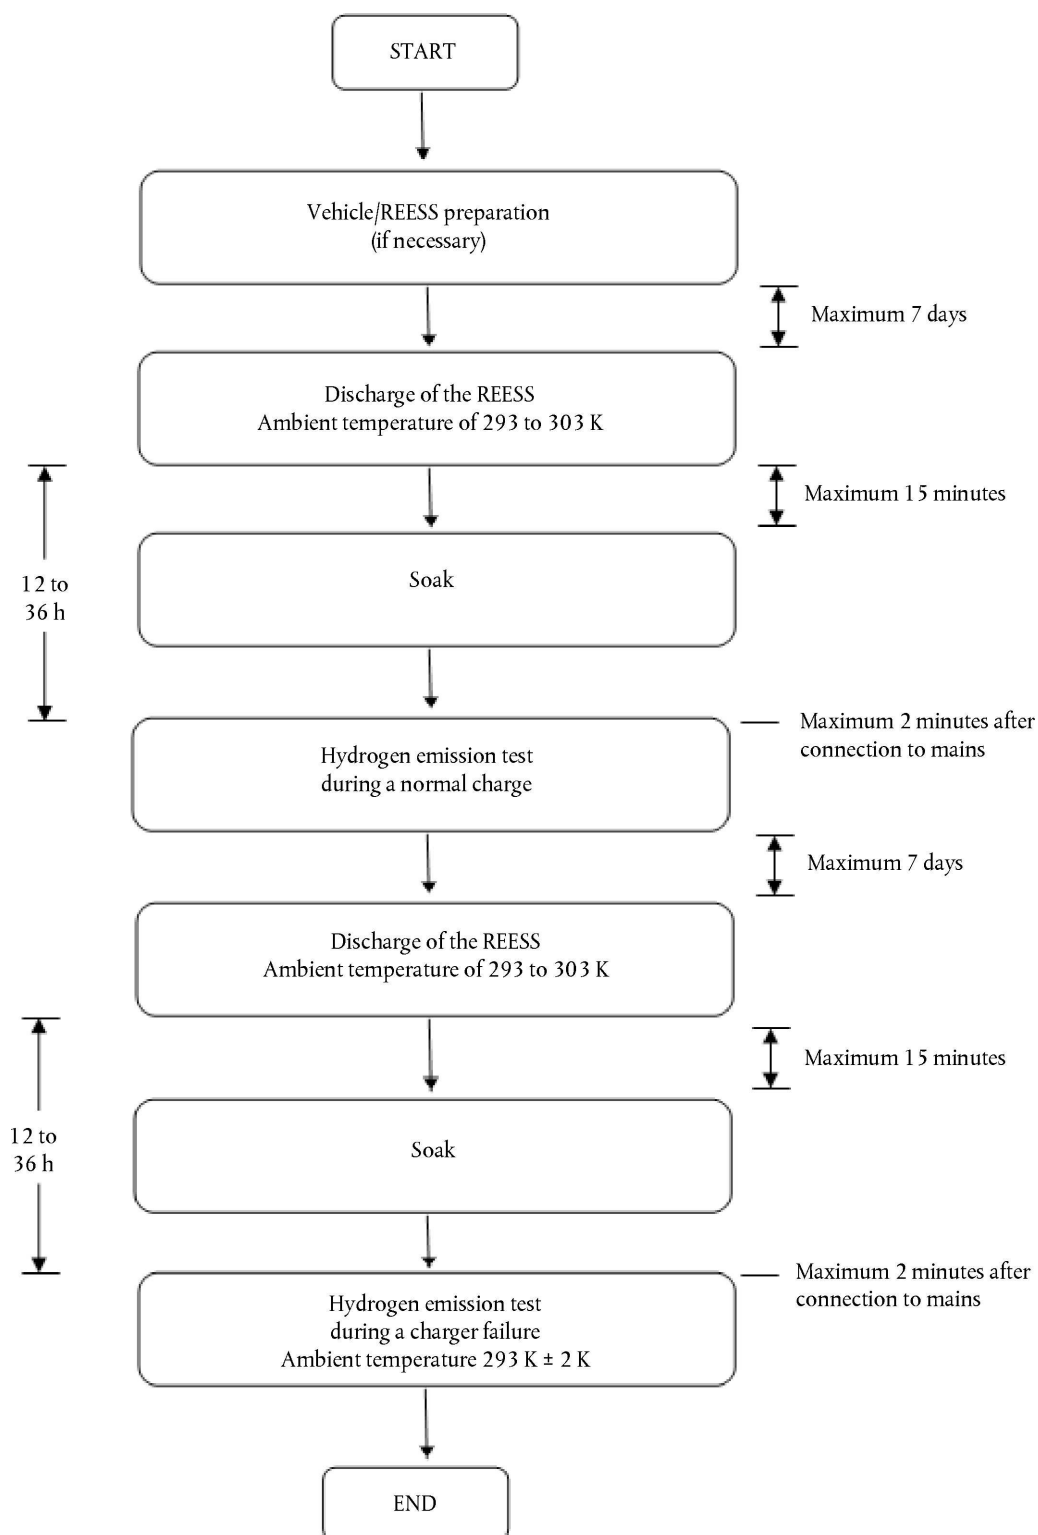 START
Vehicle/REESS preparation
(if necessary)
Maximum 7 days
Discharge of the REESS
Ambient temperature of 293 to 303 K
Maximum 15 minutes
12 to
36 h
Soak
Maximum 2 minutes after
connection to mains
Hydrogen emission test
during a normal charge
Maximum 7 days
Discharge of the REESS
Ambient temperature of 293 to 303 K
Maximum 15 minutes
12 to
36 h
Soak
Maximum 2 minutes after
connection to mains
Hydrogen emission test
during a charger failure
Ambient temperature 293 K ± 2 K
END